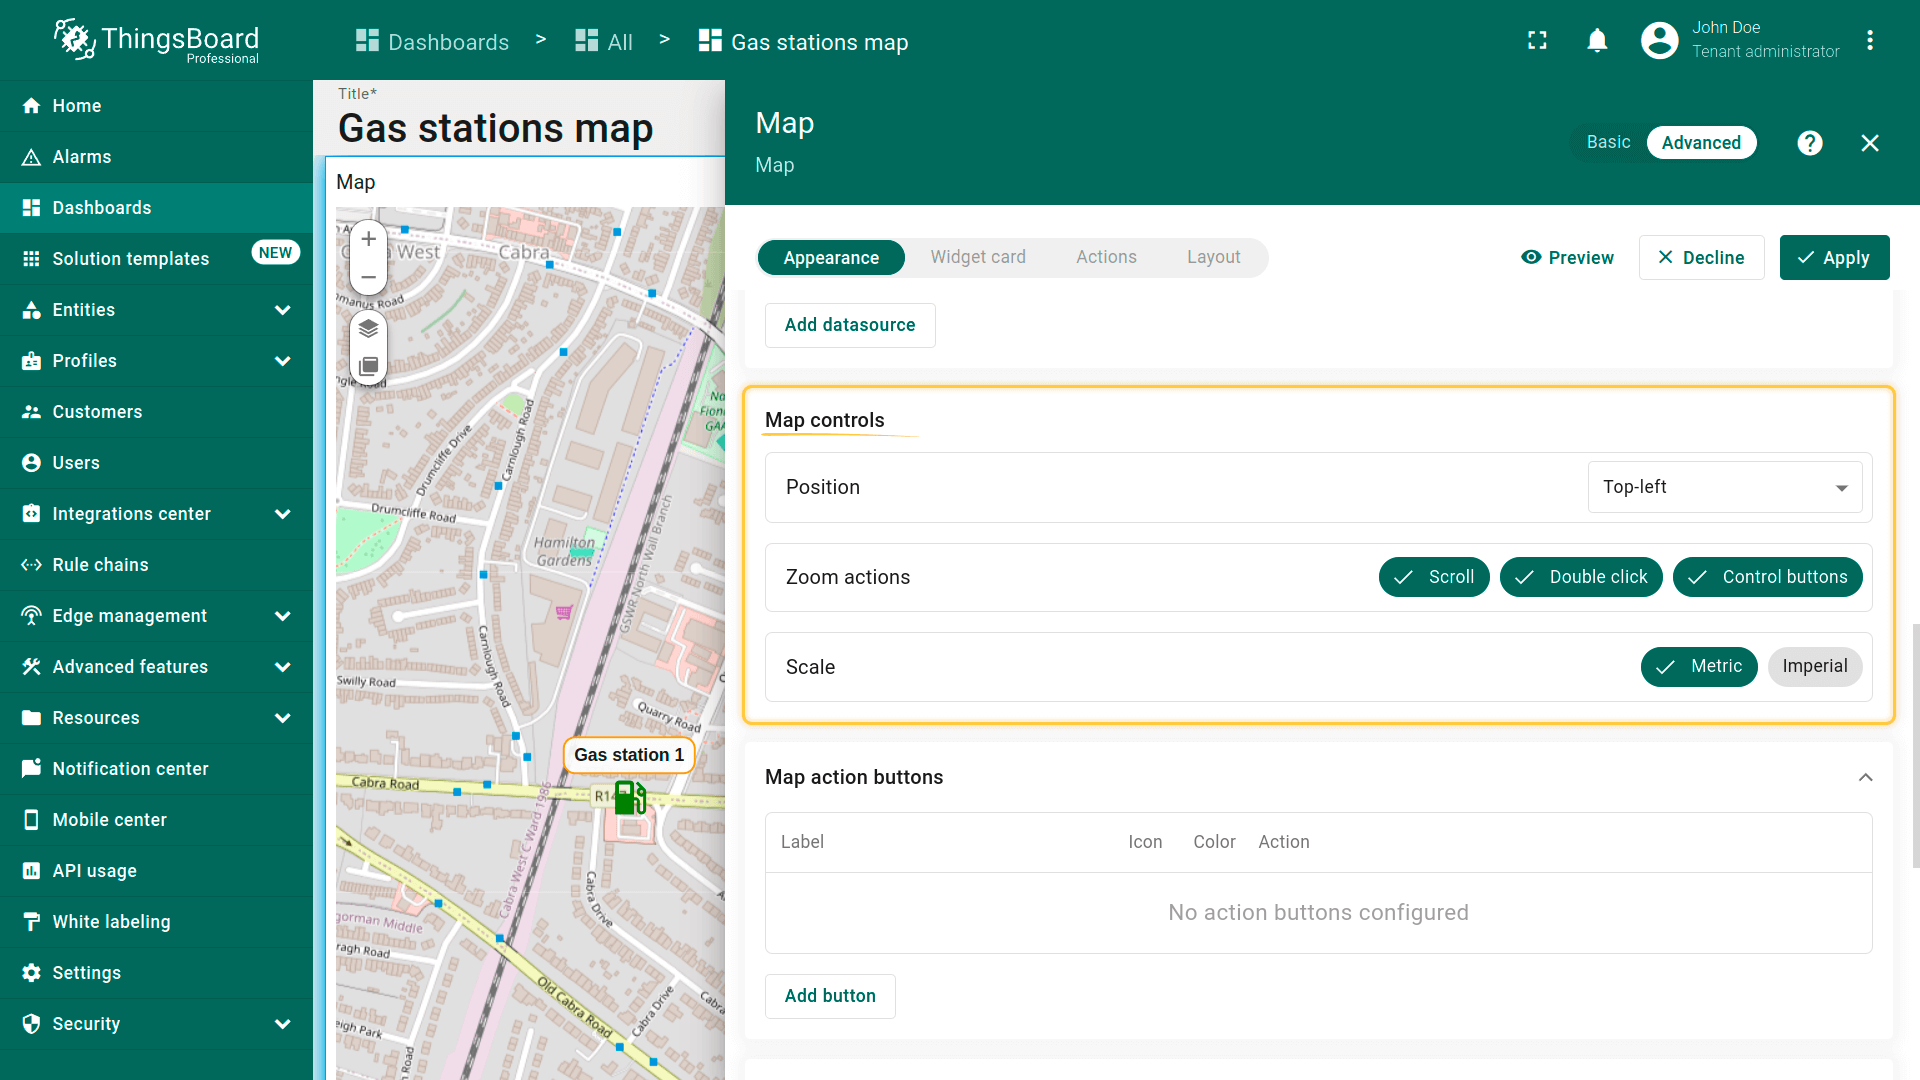 ThingsBoard
Professional
Dashboards > All > Gas stations map
John Doe
Tenant administrator
Home
Alarms
Dashboards
Solution templates NEW
Entities
Profiles
Customers
Users
Integrations center
Rule chains
Edge management
Advanced features
Resources
Notification center
Mobile center
API usage
White labeling
Settings
Security
Title*
Gas stations map
Map
+
−
West
Cabra
Drumcliffe Drive
Carnlough Road
Drumcliffe Road
Hamilton
Gardens
GSWR North Wall Branch
Carnlough Road
Swilly Road
Quarry Road
Gas station 1
Cabra Road
Cabra West C Ward 1986
Cabra Drive
Old Cabra Road
Cabra Drive
Map
Map
Basic
Advanced
?
Appearance
Widget card
Actions
Layout
Preview
Decline
Apply
Add datasource
Map controls
Position
Top-left
Zoom actions
Scroll
Double click
Control buttons
Scale
Metric
Imperial
Map action buttons
Label Icon Color Action
No action buttons configured
Add button